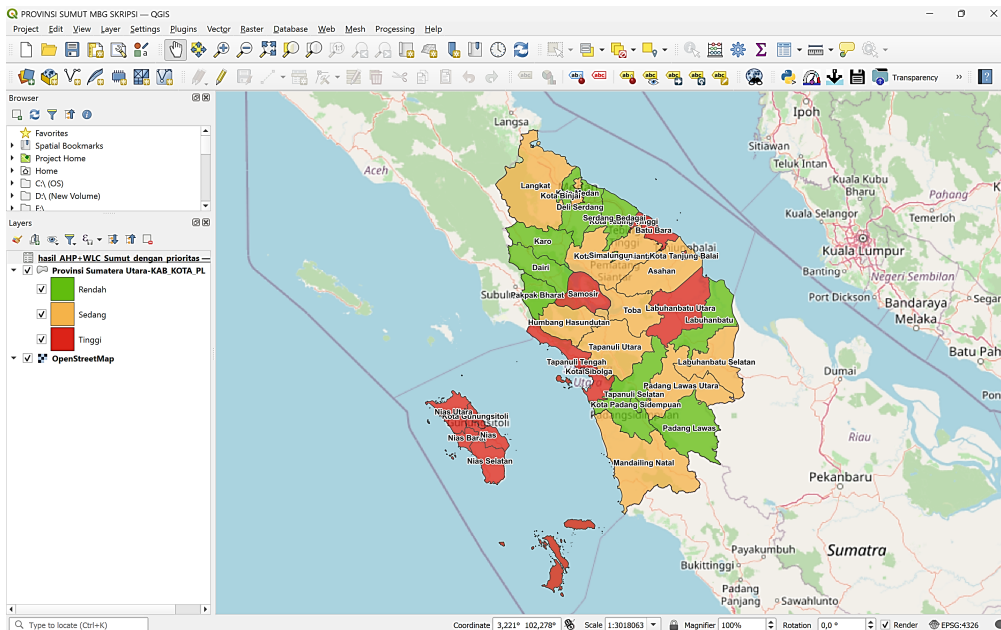 PROVINSI SUMUT MBG SKRIPSI — QGIS
Project Edit View Layer Settings Plugins Vector Raster Database Web Mesh Processing Help
Transparency
Browser
Favorites
Spatial Bookmarks
Project Home
Home
C:\ (OS)
D:\ (New Volume)
E:\
Layers
hasil_AHP+WLC_Sumut_dengan_prioritas —
Provinsi Sumatera Utara-KAB_KOTA_PL
Rendah
Sedang
Tinggi
OpenStreetMap
Langsa
Aceh
Langkat
Kota Binjai
Deli Serdang
Serdang Bedagai
Batu Bara
Karo
Simalungun
Kota Tanjung Balai
Asahan
Dairi
Pakpak Bharat
Samosir
Toba
Labuhanbatu Utara
Labuhanbatu
Humbang Hasundutan
Tapanuli Utara
Tapanuli Tengah
Kota Sibolga
Labuhanbatu Selatan
Padang Lawas Utara
Tapanuli Selatan
Kota Padang Sidempuan
Padang Lawas
Mandailing Natal
Nias Utara
Kota Gunungsitoli
Nias Barat
Nias
Nias Selatan
Ipoh
Sitiawan
Teluk Intan
Kuala Kubu
Bharu
Pahang
Kuala Selangor
Temerloh
Kuala Lumpur
Banting
Negeri Sembilan
Port Dickson
Bandaraya
Melaka
Segar
Batu Pah
Dumai
Riau
Pekanbaru
Payakumbuh
Sumatra
Bukittinggi
Padang
Panjang
Sawahlunto
Type to locate (Ctrl+K)
Coordinate 3,221° 102,278° Scale 1:3018063 Magnifier 100% Rotation 0,0 ° Render EPSG:4326